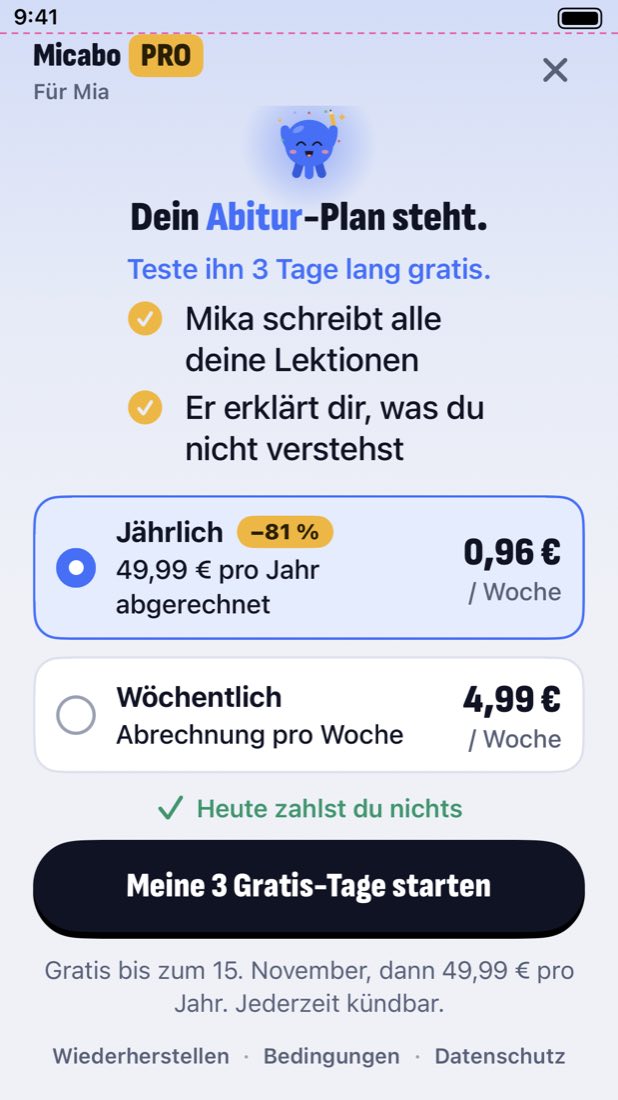 9:41
Micabo PRO
Für Mia
Dein Abitur-Plan steht.
Teste ihn 3 Tage lang gratis.
Mika schreibt alle
deine Lektionen
Er erklärt dir, was du
nicht verstehst
Jährlich −81 %
49,99 € pro Jahr
abgerechnet
0,96 €
/ Woche
Wöchentlich
Abrechnung pro Woche
4,99 €
/ Woche
Heute zahlst du nichts
Meine 3 Gratis-Tage starten
Gratis bis zum 15. November, dann 49,99 € pro
Jahr. Jederzeit kündbar.
Wiederherstellen · Bedingungen · Datenschutz